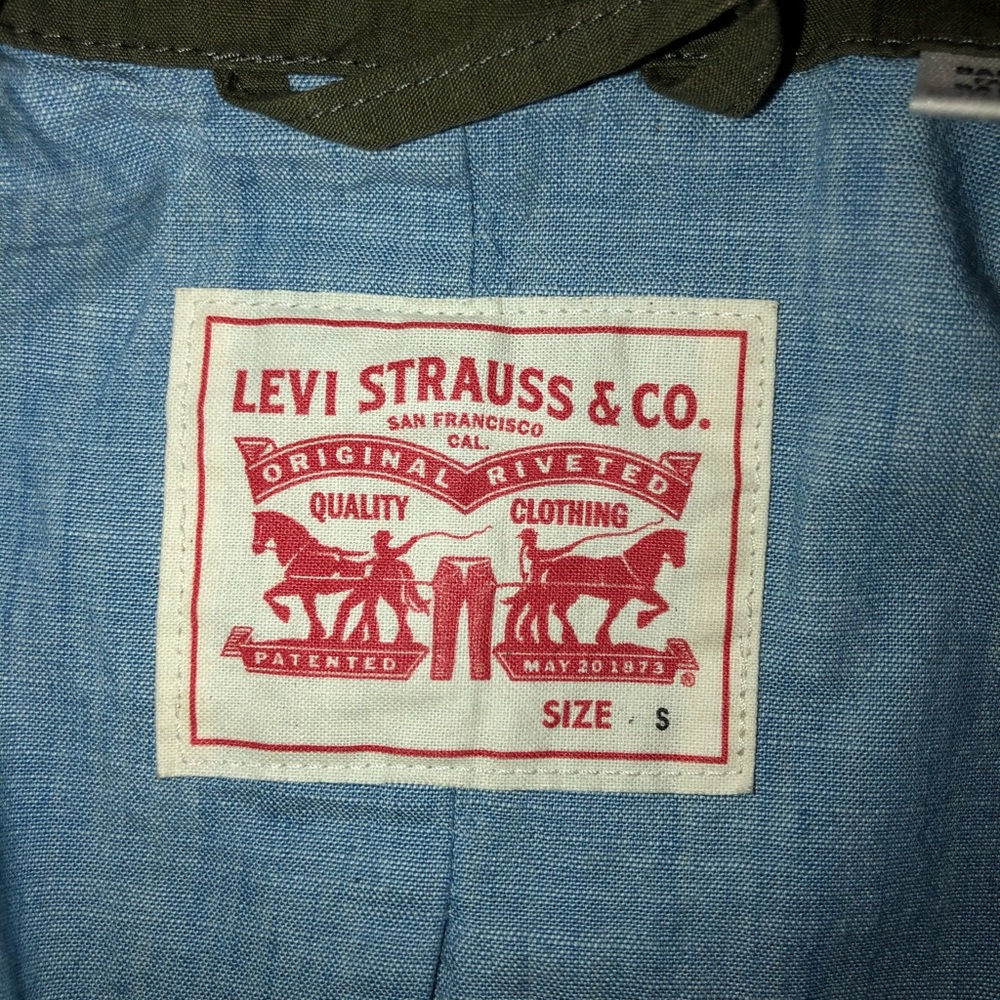 LEVI STRAUSS & CO.
SAN FRANCISCO
CAL.
ORIGINAL RIVETED
QUALITY CLOTHING
PATENTED MAY 20 1873
®
SIZE S